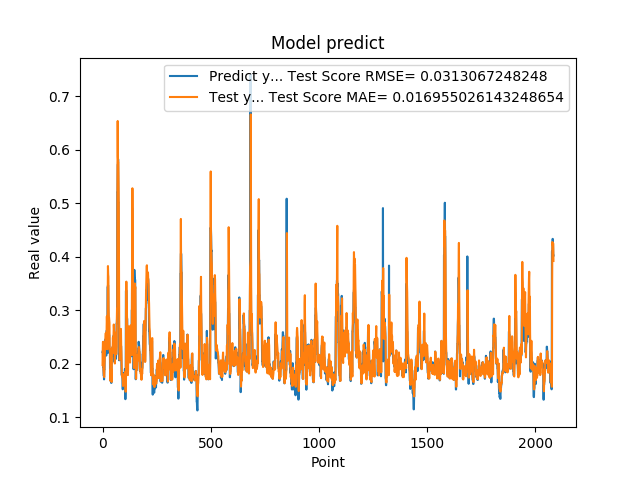 Model predict
Predict y... Test Score RMSE= 0.0313067248248
Test y... Test Score MAE= 0.016955026143248654
0.7
0.6
0.5
0.4
0.3
0.2
0.1
Real value
0 500 1000 1500 2000
Point